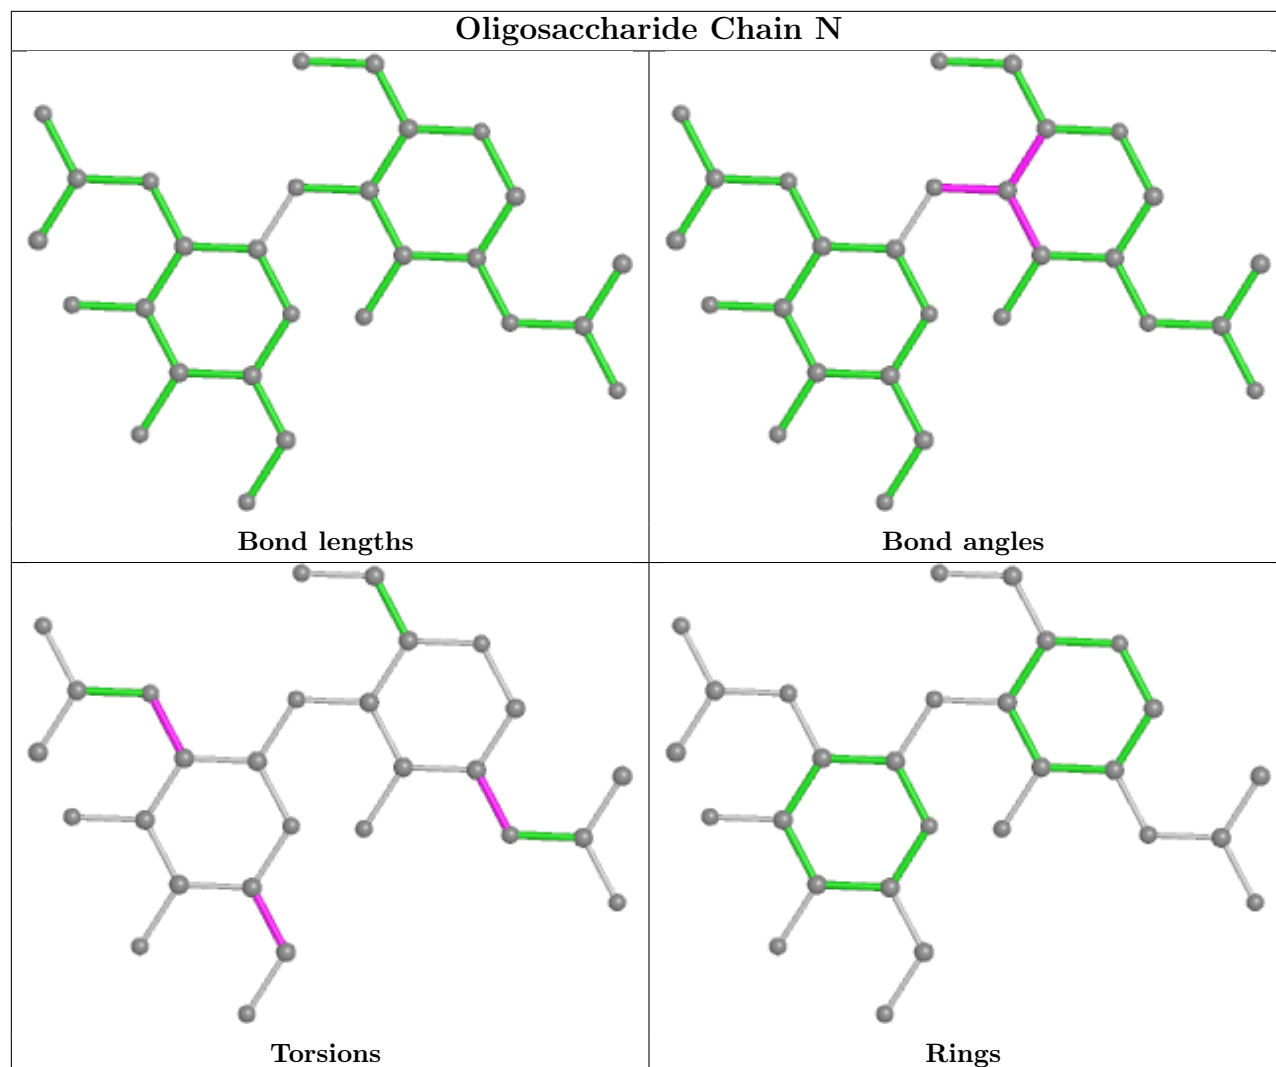 Oligosaccharide Chain N
Bond lengths
Bond angles
Torsions
Rings